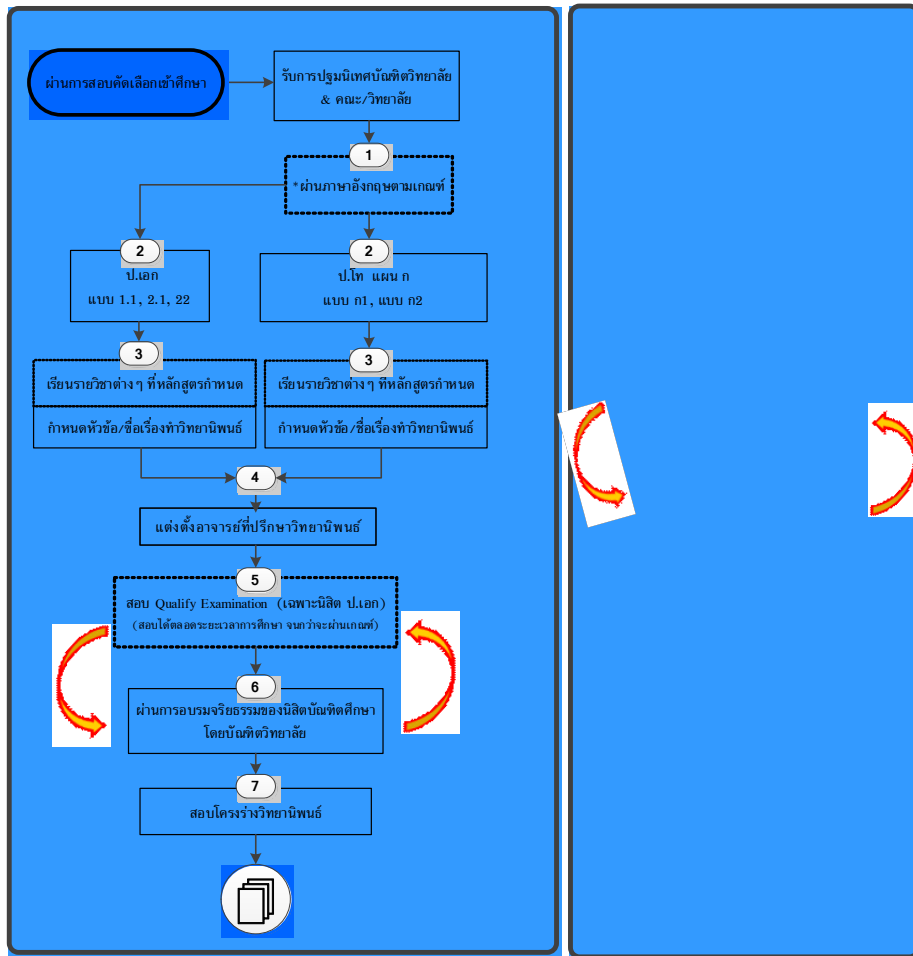 ผ่านการสอบคัดเลือกเข้าศึกษา
รับการปฐมนิเทศบัณฑิตวิทยาลัย
& คณะ/วิทยาลัย
1
*ผ่านภาษาอังกฤษตามเกณฑ์
2
ป.เอก
แบบ 1.1, 2.1, 22
2
ป.โท แผน ก
แบบ ก1, แบบ ก2
3
เรียนรายวิชาต่างๆ ที่หลักสูตรกำหนด
กำหนดหัวข้อ/ชื่อเรื่องทำวิทยานิพนธ์
3
เรียนรายวิชาต่างๆ ที่หลักสูตรกำหนด
กำหนดหัวข้อ/ชื่อเรื่องทำวิทยานิพนธ์
4
แต่งตั้งอาจารย์ที่ปรึกษาวิทยานิพนธ์
5
สอบ Qualify Examination (เฉพาะนิสิต ป.เอก)
(สอบได้ตลอดระยะเวลาการศึกษา จนกว่าจะผ่านเกณฑ์)
6
ผ่านการอบรมจริยธรรมของนิสิตบัณฑิตศึกษา
โดยบัณฑิตวิทยาลัย
7
สอบโครงร่างวิทยานิพนธ์